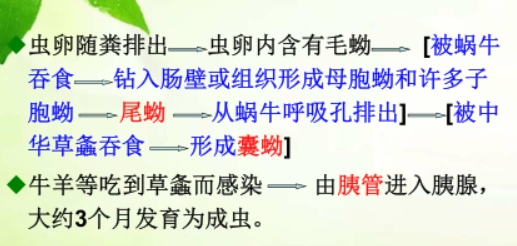 ◆虫卵随粪排出→虫卵内含有毛蚴→ [被蜗牛
吞食→钻入肠壁或组织形成母胞蚴和许多子
胞蚴→尾蚴→从蜗牛呼吸孔排出]→[被中
华草螽吞食→形成囊蚴]
◆牛羊等吃到草螽而感染→ 由胰管进入胰腺，
大约3个月发育为成虫。